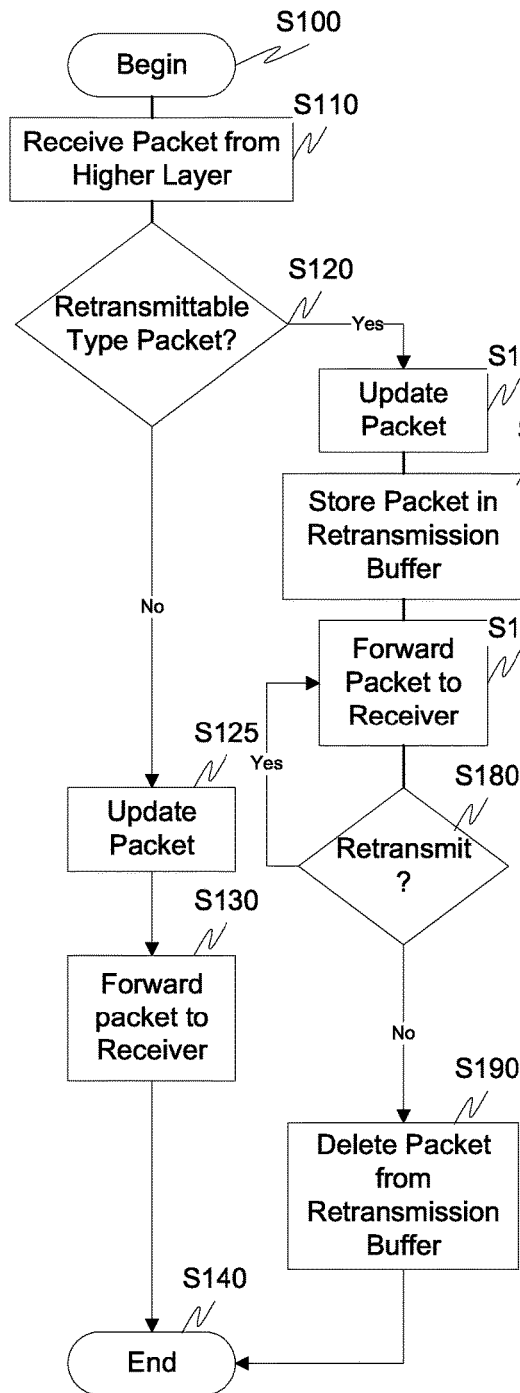 S100
Begin
S110
Receive Packet from
Higher Layer
S120
Retransmittable
Type Packet?
Yes
Update
Packet
Store Packet in
Retransmission
Buffer
Forward
Packet to
Receiver
No
S125
Yes
S180
Update
Packet
Retransmit
?
S130
Forward
packet to
Receiver
No
S190
Delete Packet
from
Retransmission
Buffer
S140
End